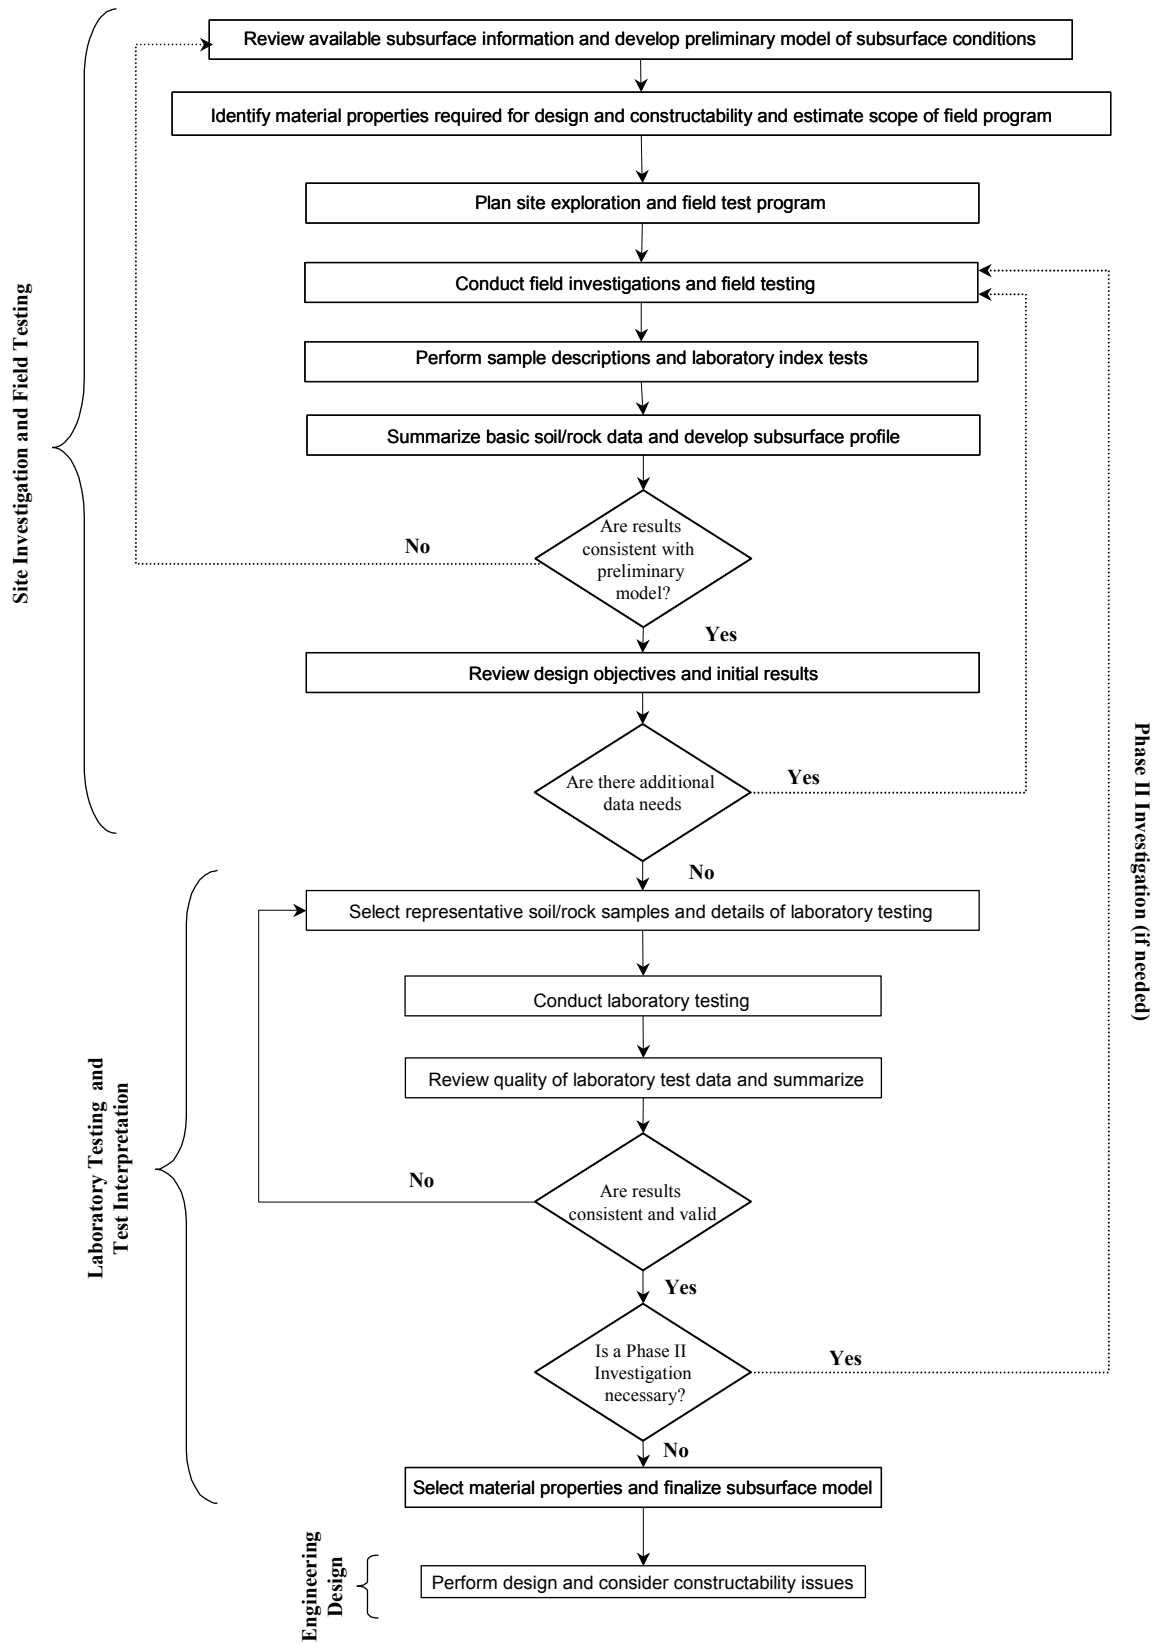 Review available subsurface information and develop preliminary model of subsurface conditions
Identify material properties required for design and constructability and estimate scope of field program
Plan site exploration and field test program
Conduct field investigations and field testing
Perform sample descriptions and laboratory index tests
Summarize basic soil/rock data and develop subsurface profile
Site Investigation and Field Testing
Are results
consistent with
preliminary
model?
No
Yes
Review design objectives and initial results
Are there additional
data needs
Yes
No
Phase II Investigation (if needed)
Select representative soil/rock samples and details of laboratory testing
Conduct laboratory testing
Review quality of laboratory test data and summarize
Laboratory Testing and
Test Interpretation
Are results
consistent and valid
No
Yes
Is a Phase II
Investigation
necessary?
Yes
No
Select material properties and finalize subsurface model
Engineering
Design
Perform design and consider constructability issues